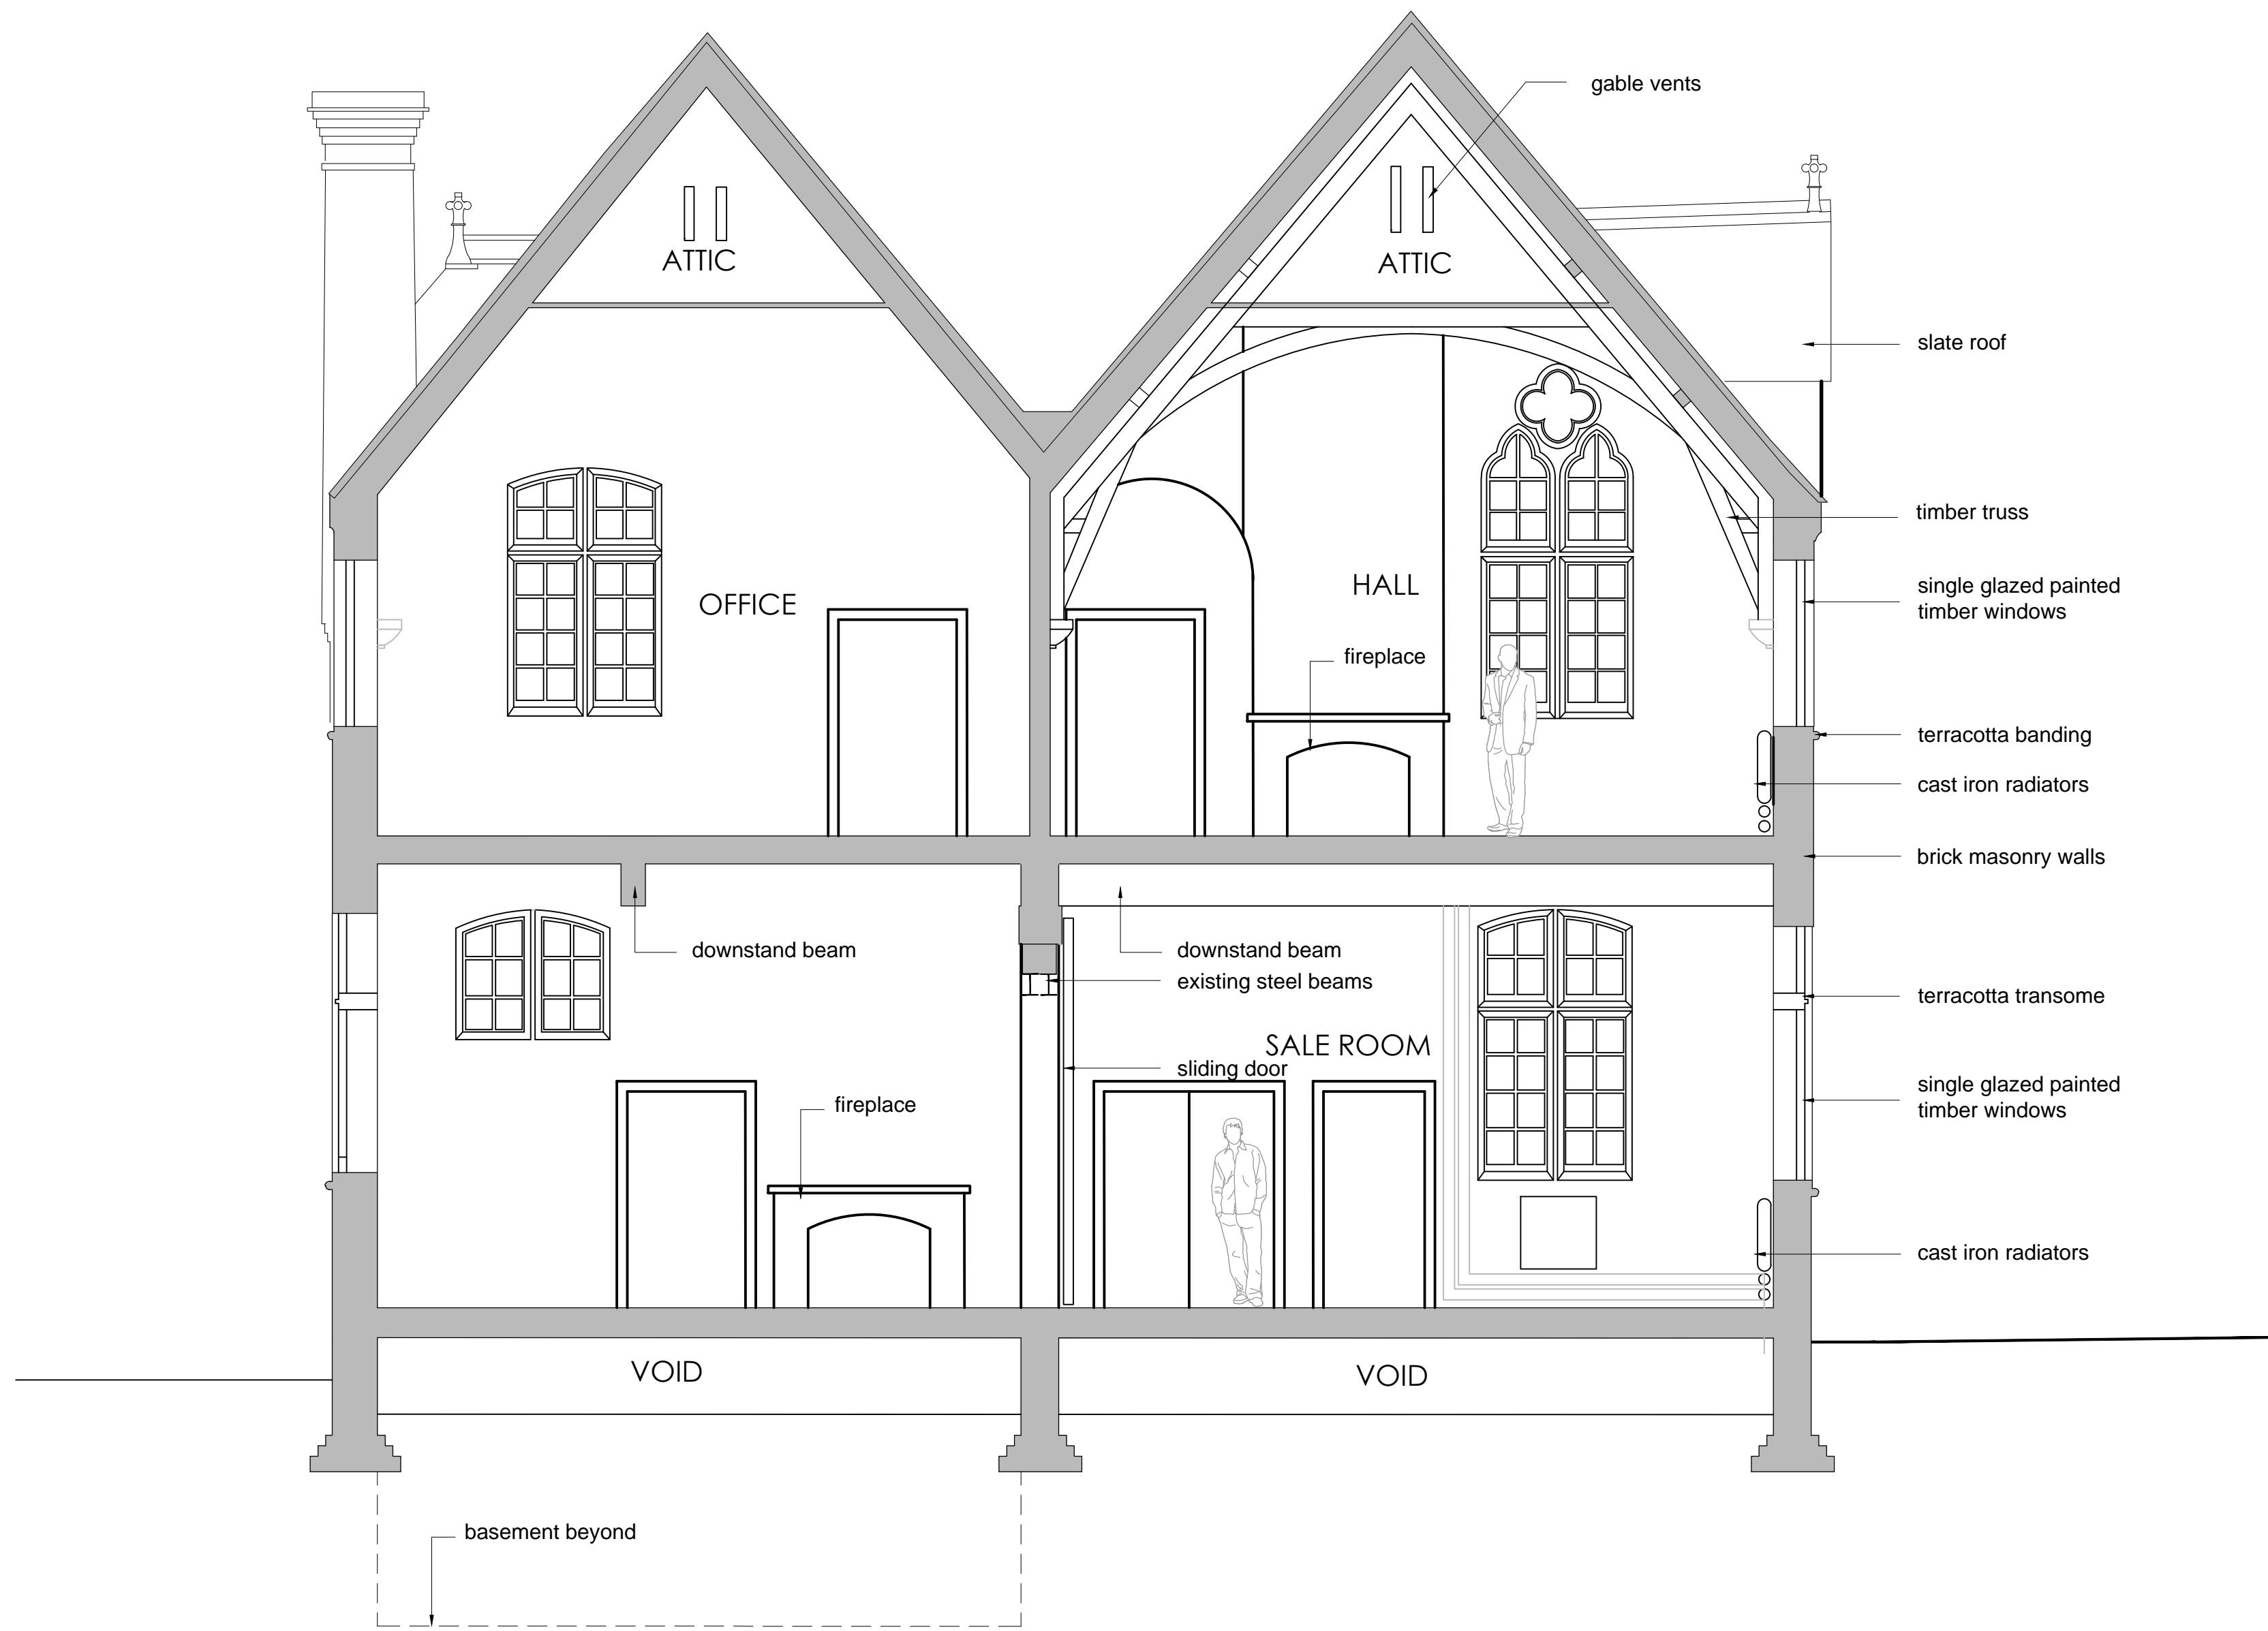 gable vents
ATTIC
ATTIC
slate roof
timber truss
HALL
single glazed painted
timber windows
OFFICE
fireplace
terracotta banding
cast iron radiators
brick masonry walls
downstand beam
downstand beam
existing steel beams
terracotta transome
SALE ROOM
sliding door
single glazed painted
timber windows
fireplace
cast iron radiators
VOID
VOID
basement beyond